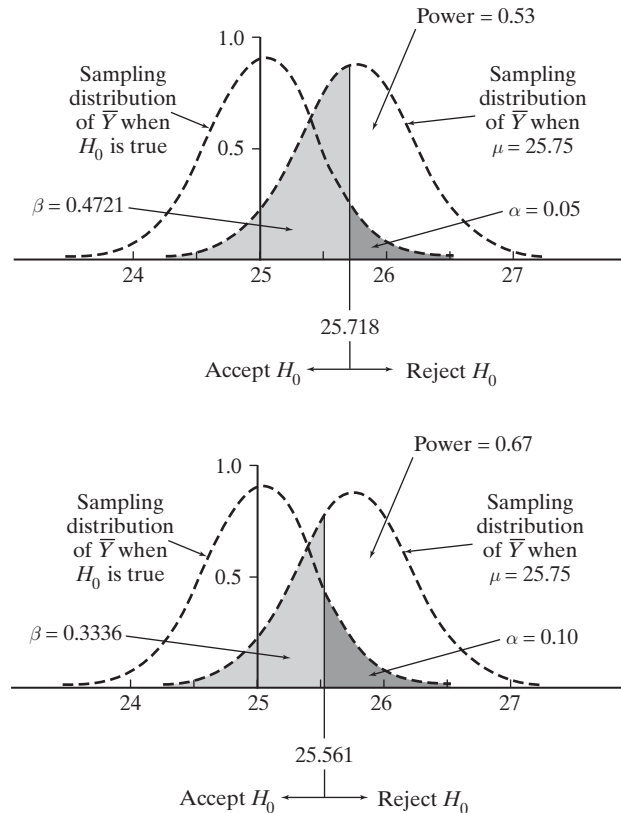 Power = 0.53
1.0
Sampling
distribution
of Y̅ when
H₀ is true
Sampling
distribution
of Y̅ when
μ = 25.75
0.5
β = 0.4721
α = 0.05
24
25
26
27
25.718
Accept H₀
Reject H₀
Power = 0.67
1.0
Sampling
distribution
of Y̅ when
H₀ is true
Sampling
distribution
of Y̅ when
μ = 25.75
0.5
β = 0.3336
α = 0.10
24
25
26
27
25.561
Accept H₀
Reject H₀